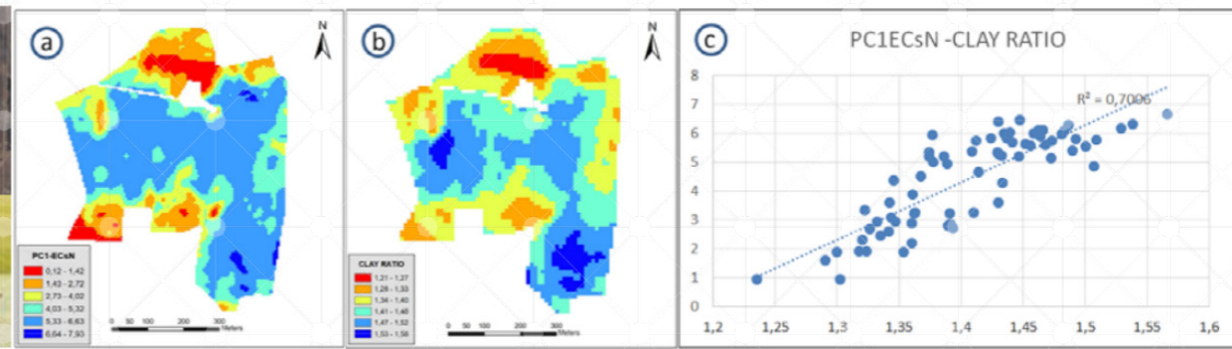 a
N
PC1-ECsN
0,12 - 1,42
1,43 - 2,72
2,73 - 4,02
4,03 - 5,32
5,33 - 6,63
6,64 - 7,93
0 50 100 200 300
Meters
b
N
CLAY RATIO
1,21 - 1,27
1,28 - 1,33
1,34 - 1,40
1,41 - 1,46
1,47 - 1,52
1,53 - 1,58
0 50 100 200 300
Meters
c
PC1ECsN -CLAY RATIO
R² = 0,7006
8
7
6
5
4
3
2
1
0
1,2 1,25 1,3 1,35 1,4 1,45 1,5 1,55 1,6